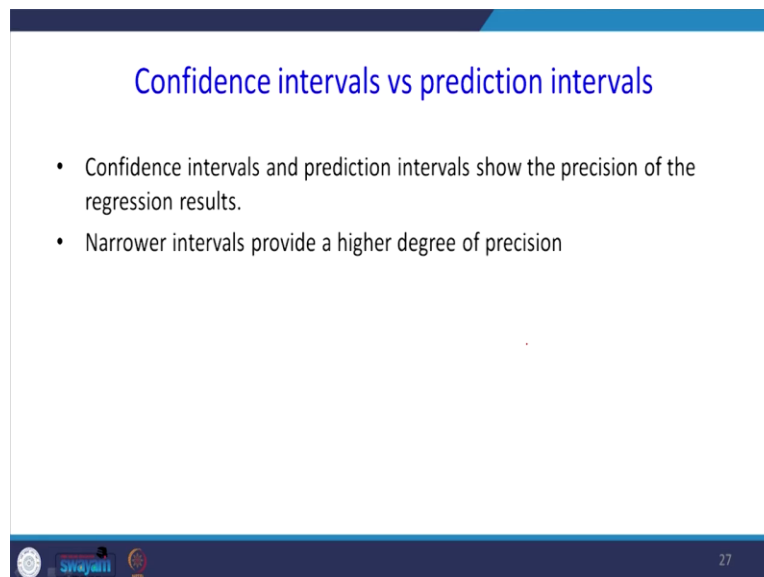 Confidence intervals vs prediction intervals
• Confidence intervals and prediction intervals show the precision of the
regression results.
• Narrower intervals provide a higher degree of precision
swayam
27